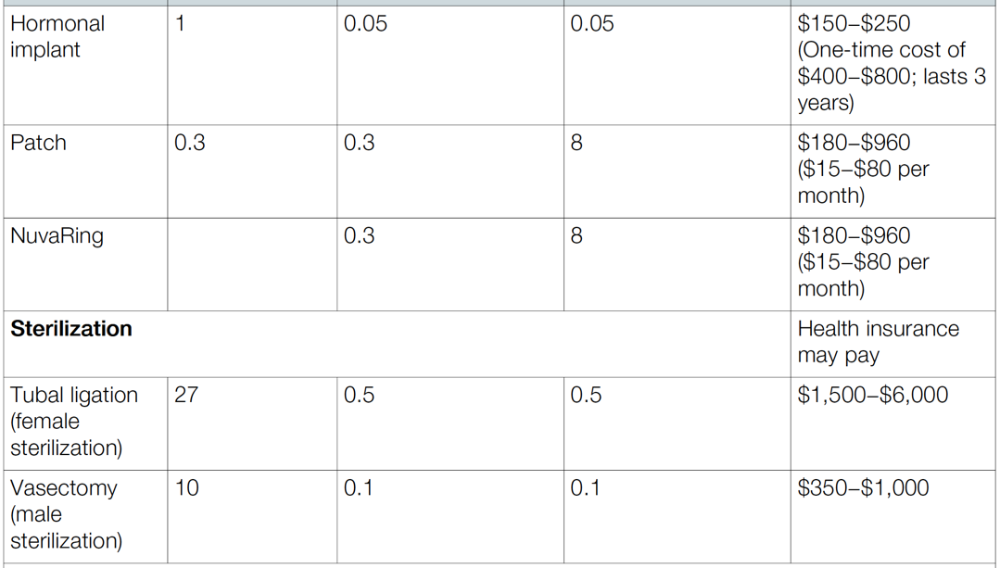 Hormonal 1 0.05 0.05 $150–$250
implant (One-time cost of
$400–$800; lasts 3
years)
Patch 0.3 0.3 8 $180–$960
($15–$80 per
month)
NuvaRing 0.3 8 $180–$960
($15–$80 per
month)
Sterilization Health insurance
may pay
Tubal ligation 27 0.5 0.5 $1,500–$6,000
(female
sterilization)
Vasectomy 10 0.1 0.1 $350–$1,000
(male
sterilization)